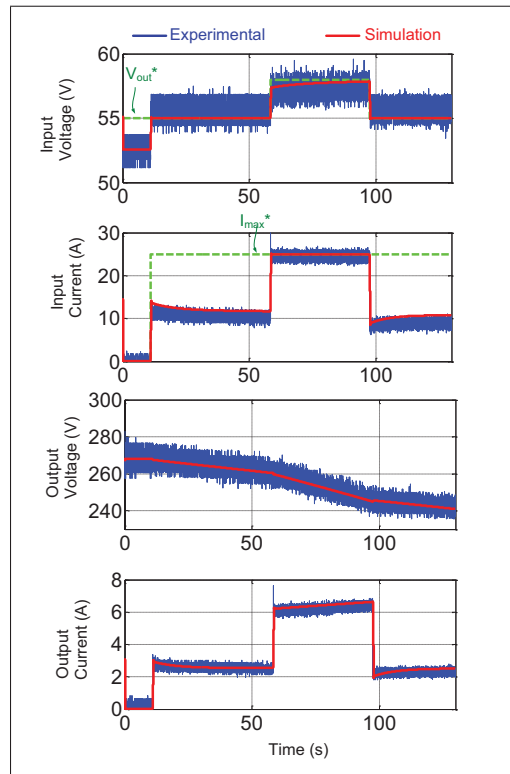 Experimental Simulation
60
V_out*
55
50
Input
Voltage (V)
0 50 100
30
I_max*
20
10
0
Input
Current (A)
0 50 100
300
280
260
240
Output
Voltage (V)
0 50 100
8
6
4
2
0
Output
Current (A)
0 50 100
Time (s)